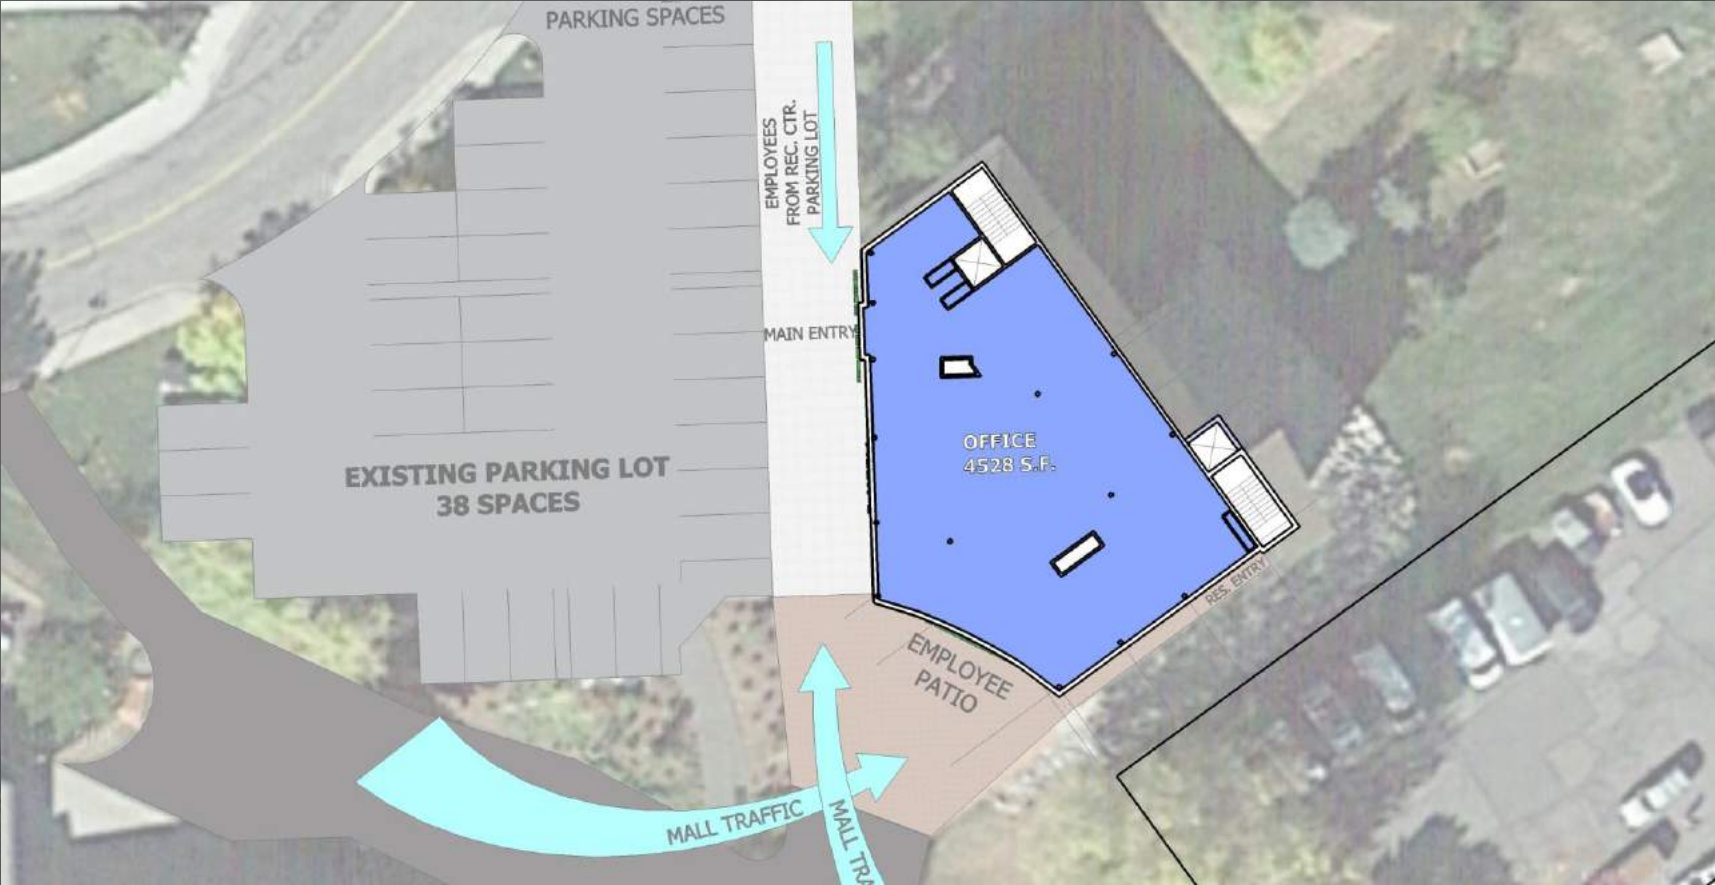 PARKING SPACES
EMPLOYEES
FROM REC. CTR.
PARKING LOT
MAIN ENTRY
OFFICE
4528 S.F.
EXISTING PARKING LOT
38 SPACES
RES. ENTRY
EMPLOYEE
PATIO
MALL TRAFFIC
MALL TRA